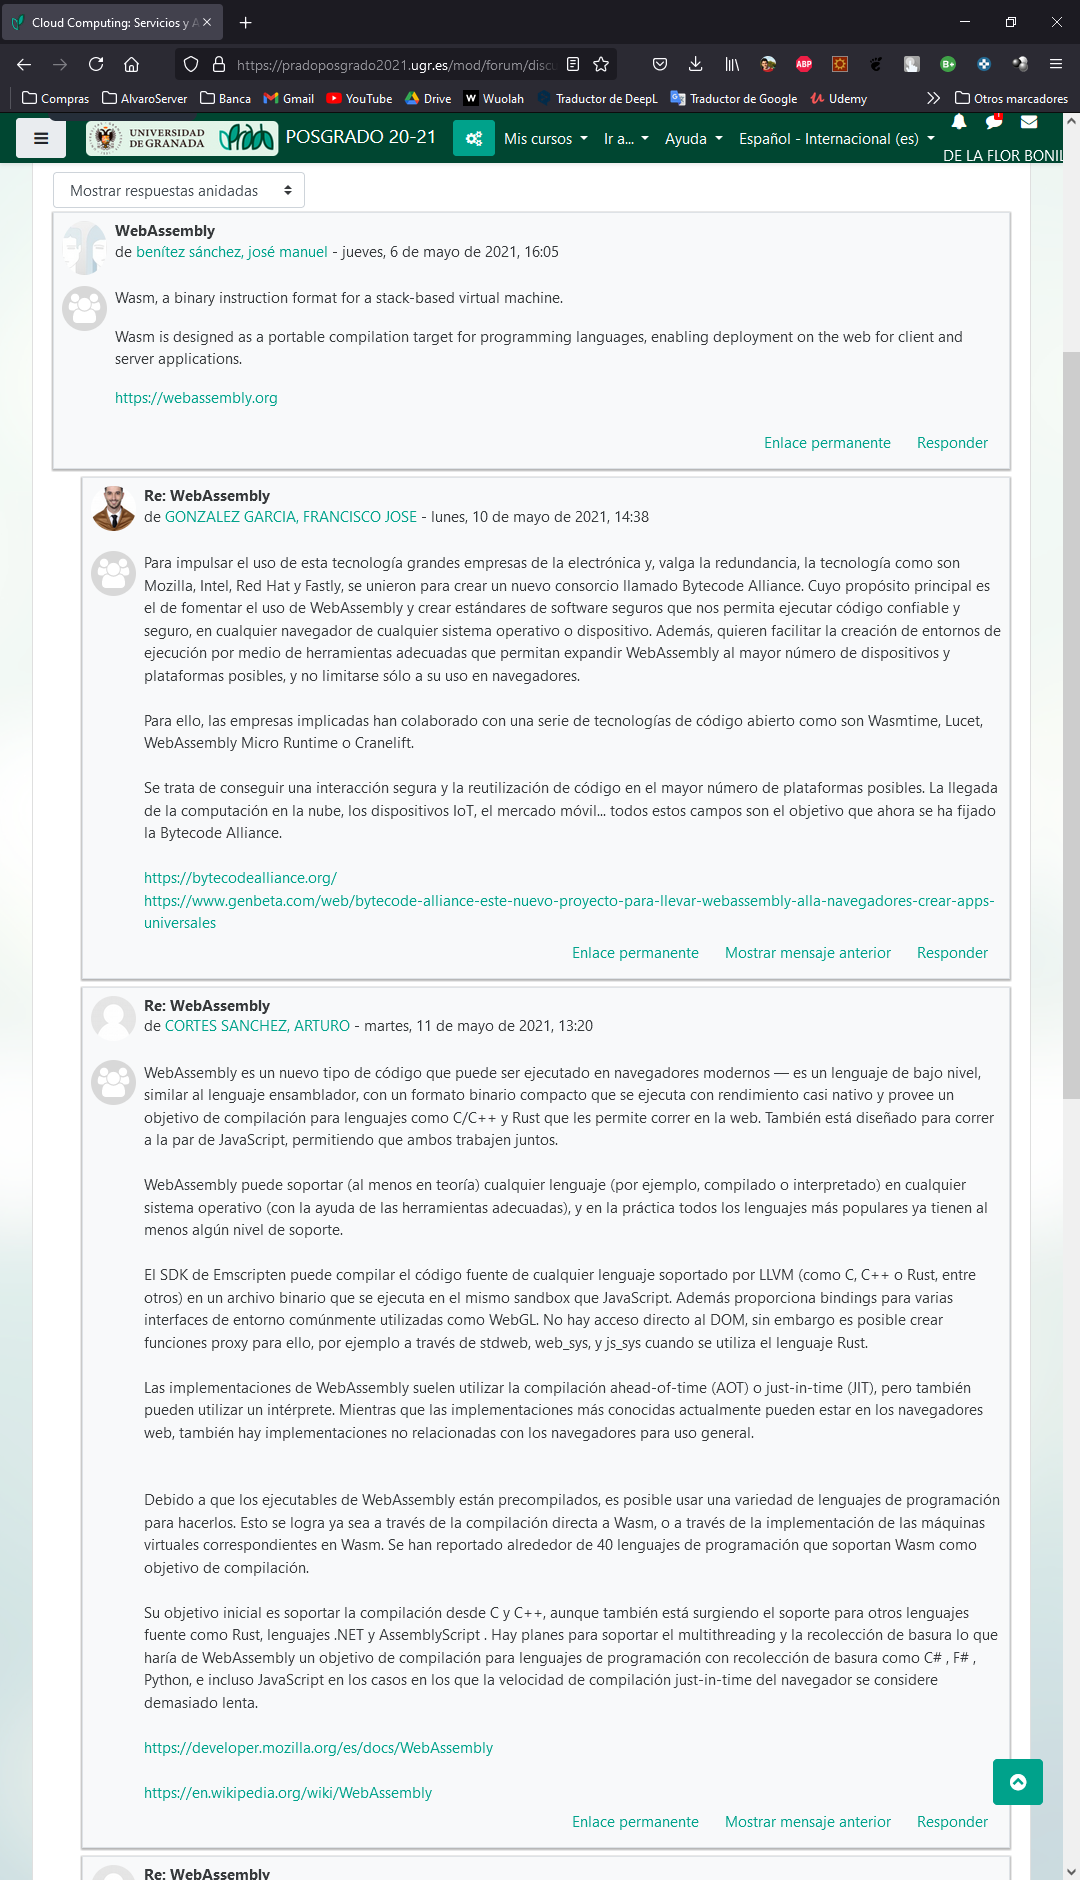 Cloud Computing: Servicios y A
https://pradoposgrado2021.ugr.es/mod/forum/discu
Compras AlvaroServer Banca Gmail YouTube Drive Wuolah Traductor de DeepL Traductor de Google Udemy Otros marcadores
UNIVERSIDAD
DE GRANADA
POSGRADO 20-21 Mis cursos Ir a... Ayuda Español - Internacional (es)
DE LA FLOR BONIL
Mostrar respuestas anidadas
WebAssembly
de benítez sánchez, josé manuel - jueves, 6 de mayo de 2021, 16:05
Wasm, a binary instruction format for a stack-based virtual machine.
Wasm is designed as a portable compilation target for programming languages, enabling deployment on the web for client and
server applications.
https://webassembly.org
Enlace permanente Responder
Re: WebAssembly
de GONZALEZ GARCIA, FRANCISCO JOSE - lunes, 10 de mayo de 2021, 14:38
Para impulsar el uso de esta tecnología grandes empresas de la electrónica y, valga la redundancia, la tecnología como son
Mozilla, Intel, Red Hat y Fastly, se unieron para crear un nuevo consorcio llamado Bytecode Alliance. Cuyo propósito principal es
el de fomentar el uso de WebAssembly y crear estándares de software seguros que nos permita ejecutar código confiable y
seguro, en cualquier navegador de cualquier sistema operativo o dispositivo. Además, quieren facilitar la creación de entornos de
ejecución por medio de herramientas adecuadas que permitan expandir WebAssembly al mayor número de dispositivos y
plataformas posibles, y no limitarse sólo a su uso en navegadores.
Para ello, las empresas implicadas han colaborado con una serie de tecnologías de código abierto como son Wasmtime, Lucet,
WebAssembly Micro Runtime o Cranelift.
Se trata de conseguir una interacción segura y la reutilización de código en el mayor número de plataformas posibles. La llegada
de la computación en la nube, los dispositivos IoT, el mercado móvil... todos estos campos son el objetivo que ahora se ha fijado
la Bytecode Alliance.
https://bytecodealliance.org/
https://www.genbeta.com/web/bytecode-alliance-este-nuevo-proyecto-para-llevar-webassembly-alla-navegadores-crear-apps-
universales
Enlace permanente Mostrar mensaje anterior Responder
Re: WebAssembly
de CORTES SANCHEZ, ARTURO - martes, 11 de mayo de 2021, 13:20
WebAssembly es un nuevo tipo de código que puede ser ejecutado en navegadores modernos — es un lenguaje de bajo nivel,
similar al lenguaje ensamblador, con un formato binario compacto que se ejecuta con rendimiento casi nativo y provee un
objetivo de compilación para lenguajes como C/C++ y Rust que les permite correr en la web. También está diseñado para correr
a la par de JavaScript, permitiendo que ambos trabajen juntos.
WebAssembly puede soportar (al menos en teoría) cualquier lenguaje (por ejemplo, compilado o interpretado) en cualquier
sistema operativo (con la ayuda de las herramientas adecuadas), y en la práctica todos los lenguajes más populares ya tienen al
menos algún nivel de soporte.
El SDK de Emscripten puede compilar el código fuente de cualquier lenguaje soportado por LLVM (como C, C++ o Rust, entre
otros) en un archivo binario que se ejecuta en el mismo sandbox que JavaScript. Además proporciona bindings para varias
interfaces de entorno comúnmente utilizadas como WebGL. No hay acceso directo al DOM, sin embargo es posible crear
funciones proxy para ello, por ejemplo a través de stdweb, web_sys, y js_sys cuando se utiliza el lenguaje Rust.
Las implementaciones de WebAssembly suelen utilizar la compilación ahead-of-time (AOT) o just-in-time (JIT), pero también
pueden utilizar un intérprete. Mientras que las implementaciones más conocidas actualmente pueden estar en los navegadores
web, también hay implementaciones no relacionadas con los navegadores para uso general.
Debido a que los ejecutables de WebAssembly están precompilados, es posible usar una variedad de lenguajes de programación
para hacerlos. Esto se logra ya sea a través de la compilación directa a Wasm, o a través de la implementación de las máquinas
virtuales correspondientes en Wasm. Se han reportado alrededor de 40 lenguajes de programación que soportan Wasm como
objetivo de compilación.
Su objetivo inicial es soportar la compilación desde C y C++, aunque también está surgiendo el soporte para otros lenguajes
fuente como Rust, lenguajes .NET y AssemblyScript . Hay planes para soportar el multithreading y la recolección de basura lo que
haría de WebAssembly un objetivo de compilación para lenguajes de programación con recolección de basura como C# , F# ,
Python, e incluso JavaScript en los casos en los que la velocidad de compilación just-in-time del navegador se considere
demasiado lenta.
https://developer.mozilla.org/es/docs/WebAssembly
https://en.wikipedia.org/wiki/WebAssembly
Enlace permanente Mostrar mensaje anterior Responder
Re: WebAssembly